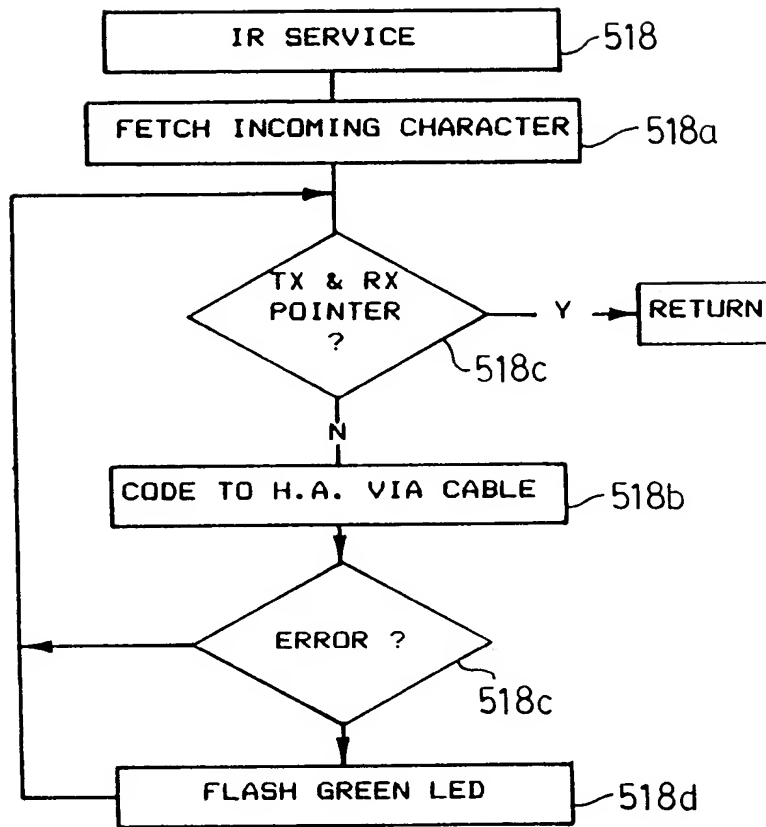 IR SERVICE
518
FETCH INCOMING CHARACTER
518a
TX & RX
POINTER
?
Y
RETURN
518c
N
CODE TO H.A. VIA CABLE
518b
ERROR ?
518c
FLASH GREEN LED
518d